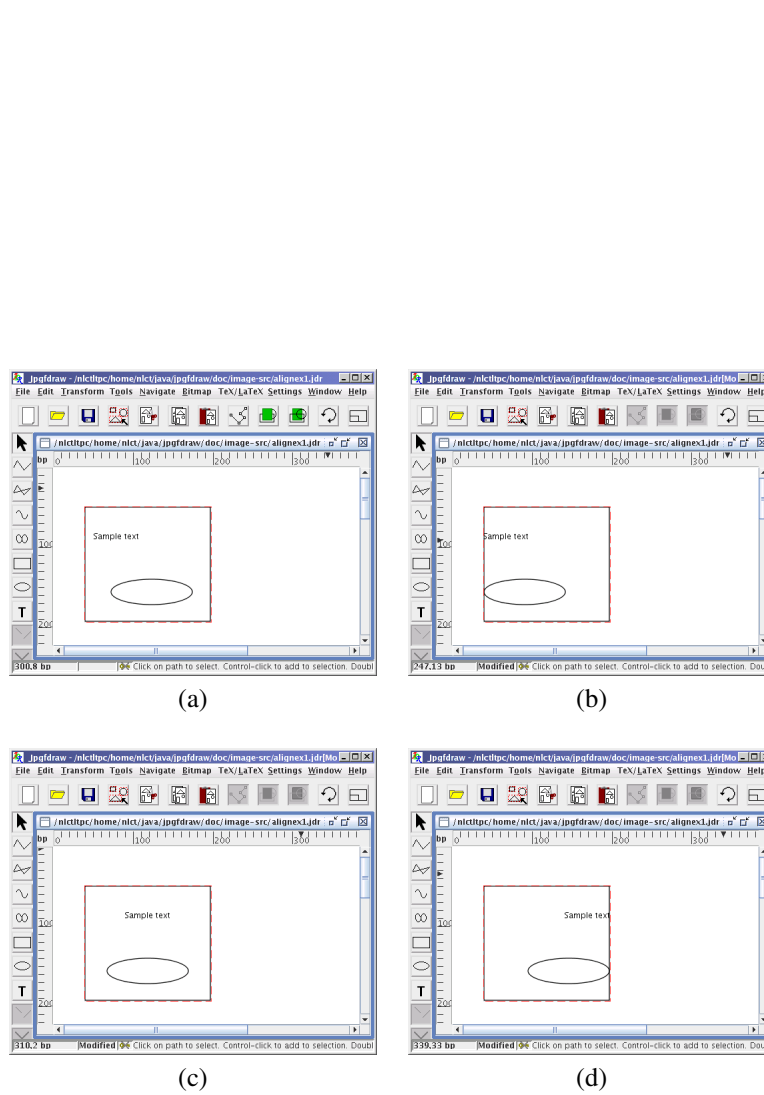 Jpgfdraw - /nlctltpc/home/nlct/java/jpgfdraw/doc/image-src/alignex1.jdr
File Edit Transform Tools Navigate Bitmap TeX/LaTeX Settings Window Help
/nlctltpc/home/nlct/java/jpgfdraw/doc/image-src/alignex1.jdr
bp 0 100 200 300
Sample text
100
T
200
300.8 bp Click on path to select. Control-click to add to selection. Doubl
(a)
Jpgfdraw - /nlctltpc/home/nlct/java/jpgfdraw/doc/image-src/alignex1.jdr[Mo
File Edit Transform Tools Navigate Bitmap TeX/LaTeX Settings Window Help
/nlctltpc/home/nlct/java/jpgfdraw/doc/image-src/alignex1.jdr
bp 0 100 200 300
Sample text
100
T
200
247,13 bp Modified Click on path to select. Control-click to add to selection. Dou
(b)
Jpgfdraw - /nlctltpc/home/nlct/java/jpgfdraw/doc/image-src/alignex1.jdr[Mo
File Edit Transform Tools Navigate Bitmap TeX/LaTeX Settings Window Help
/nlctltpc/home/nlct/java/jpgfdraw/doc/image-src/alignex1.jdr
bp 0 100 200 300
Sample text
100
T
200
310,2 bp Modified Click on path to select. Control-click to add to selection. Doubl
(c)
Jpgfdraw - /nlctltpc/home/nlct/java/jpgfdraw/doc/image-src/alignex1.jdr[Mo
File Edit Transform Tools Navigate Bitmap TeX/LaTeX Settings Window Help
/nlctltpc/home/nlct/java/jpgfdraw/doc/image-src/alignex1.jdr
bp 0 100 200 300
Sample text
100
T
200
339,33 bp Modified Click on path to select. Control-click to add to selection. Dou
(d)